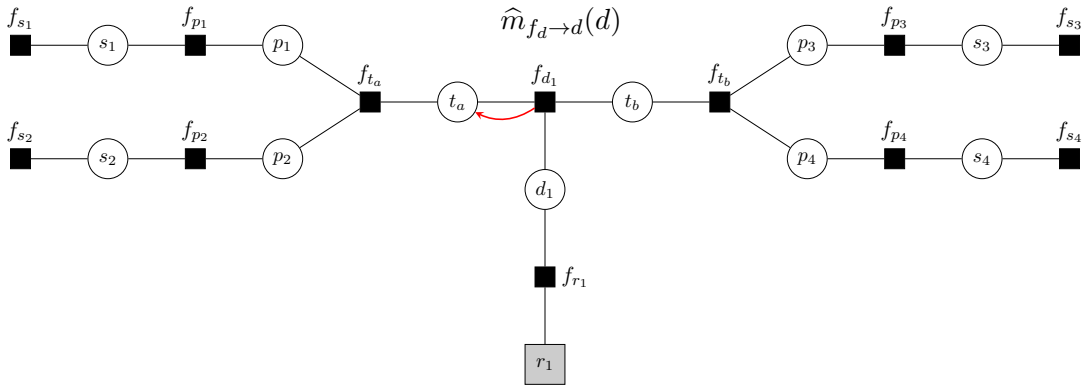 f_{s_1} f_{p_1} \widehat{m}_{f_d→d}(d) f_{p_3} f_{s_3}
s_1 p_1 p_3 s_3
f_{t_a} f_{d_1} f_{t_b}
t_a t_b
f_{s_2} f_{p_2} f_{p_4} f_{s_4}
s_2 p_2 p_4 s_4
d_1
f_{r_1}
r_1